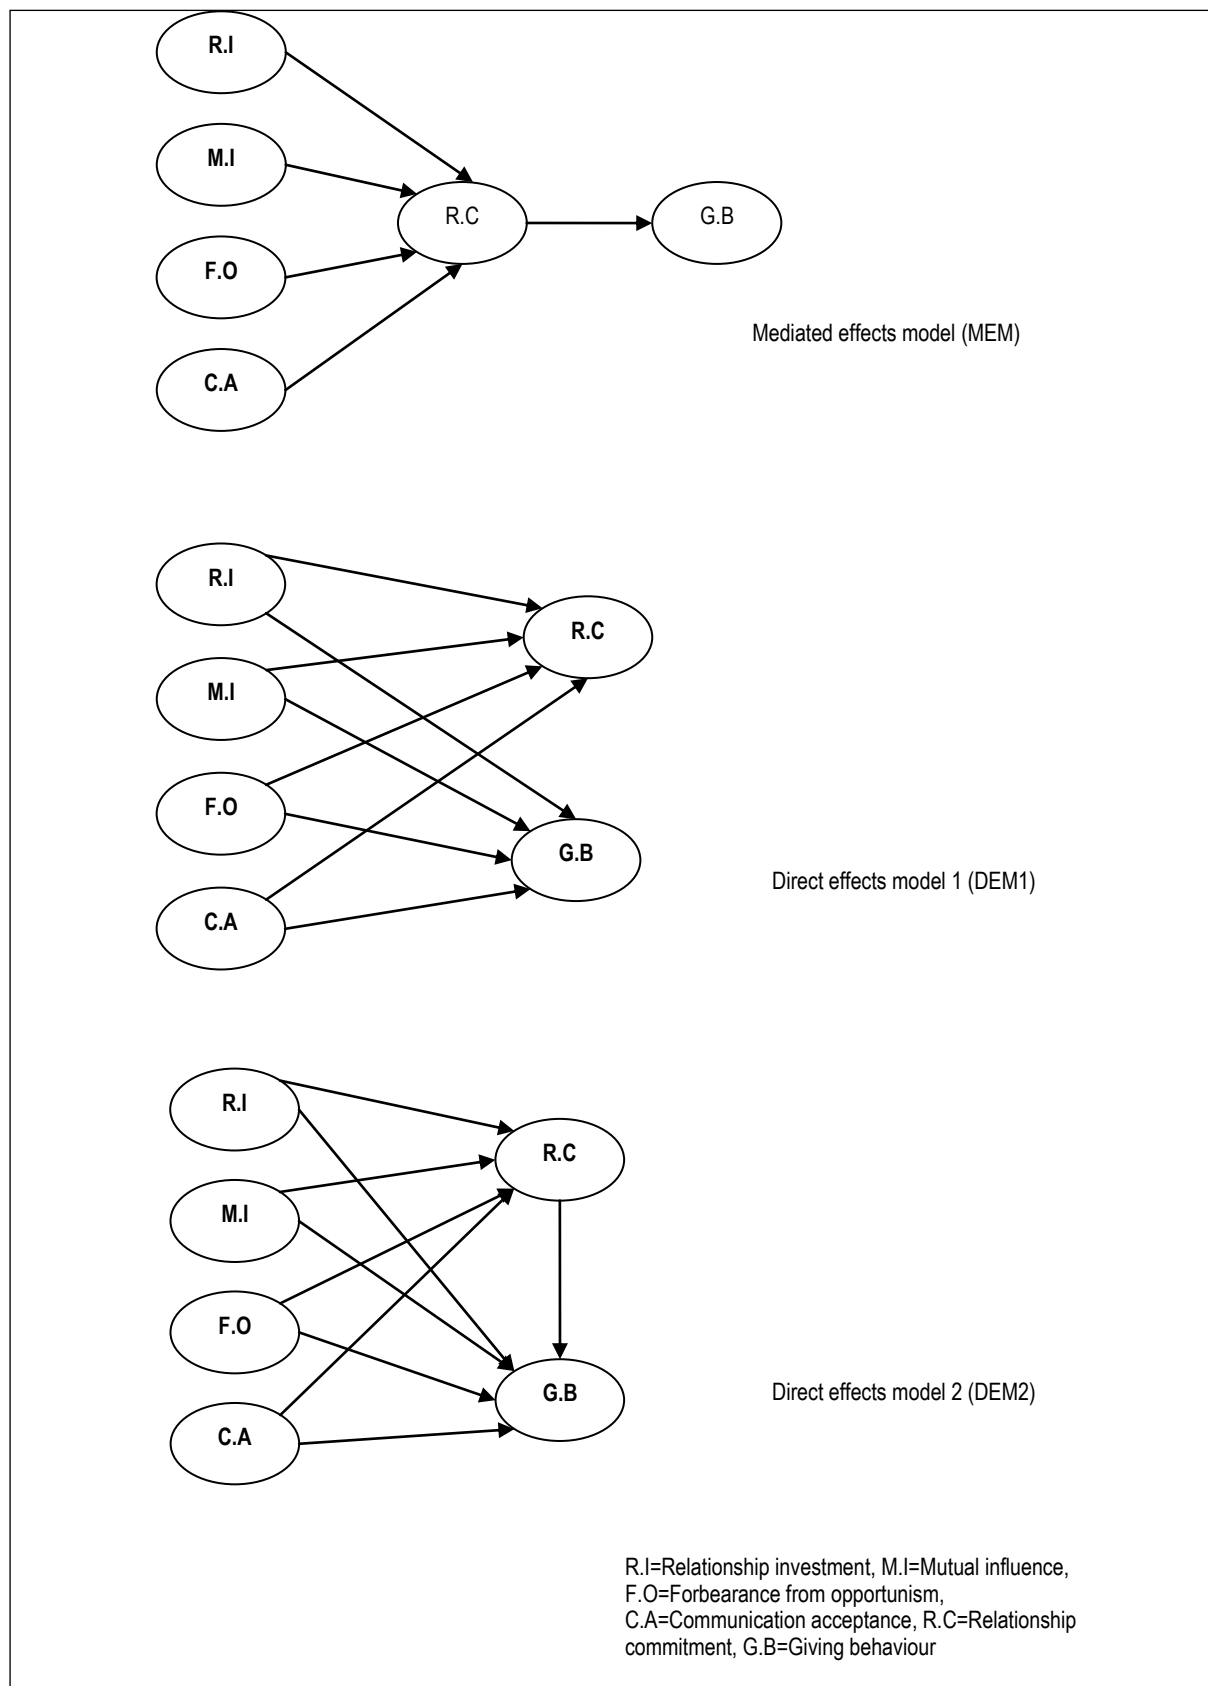 R.I
M.I
R.C
G.B
F.O
Mediated effects model (MEM)
C.A
R.I
R.C
M.I
F.O
G.B
Direct effects model 1 (DEM1)
C.A
R.I
R.C
M.I
F.O
G.B
Direct effects model 2 (DEM2)
C.A
R.I=Relationship investment, M.I=Mutual influence,
F.O=Forbearance from opportunism,
C.A=Communication acceptance, R.C=Relationship
commitment, G.B=Giving behaviour